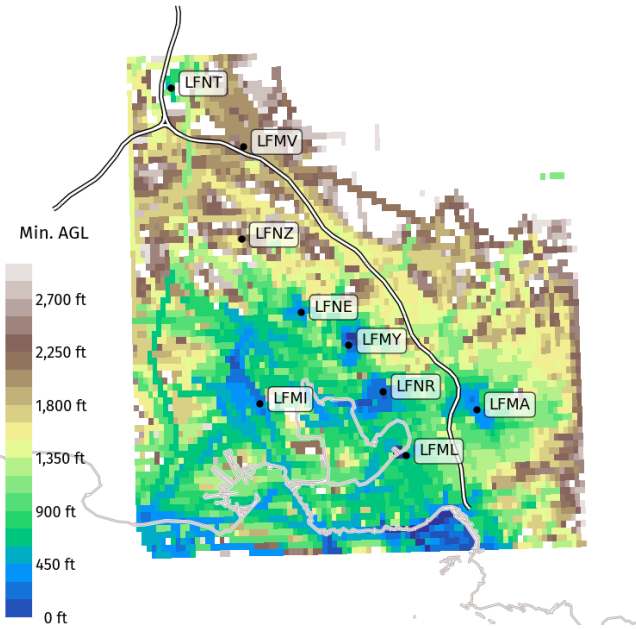 LFNT
LFMV
Min. AGL
LFNZ
2,700 ft
LFNE
2,250 ft
LFMY
1,800 ft
LFNR
LFMI
LFMA
1,350 ft
LFML
900 ft
450 ft
0 ft